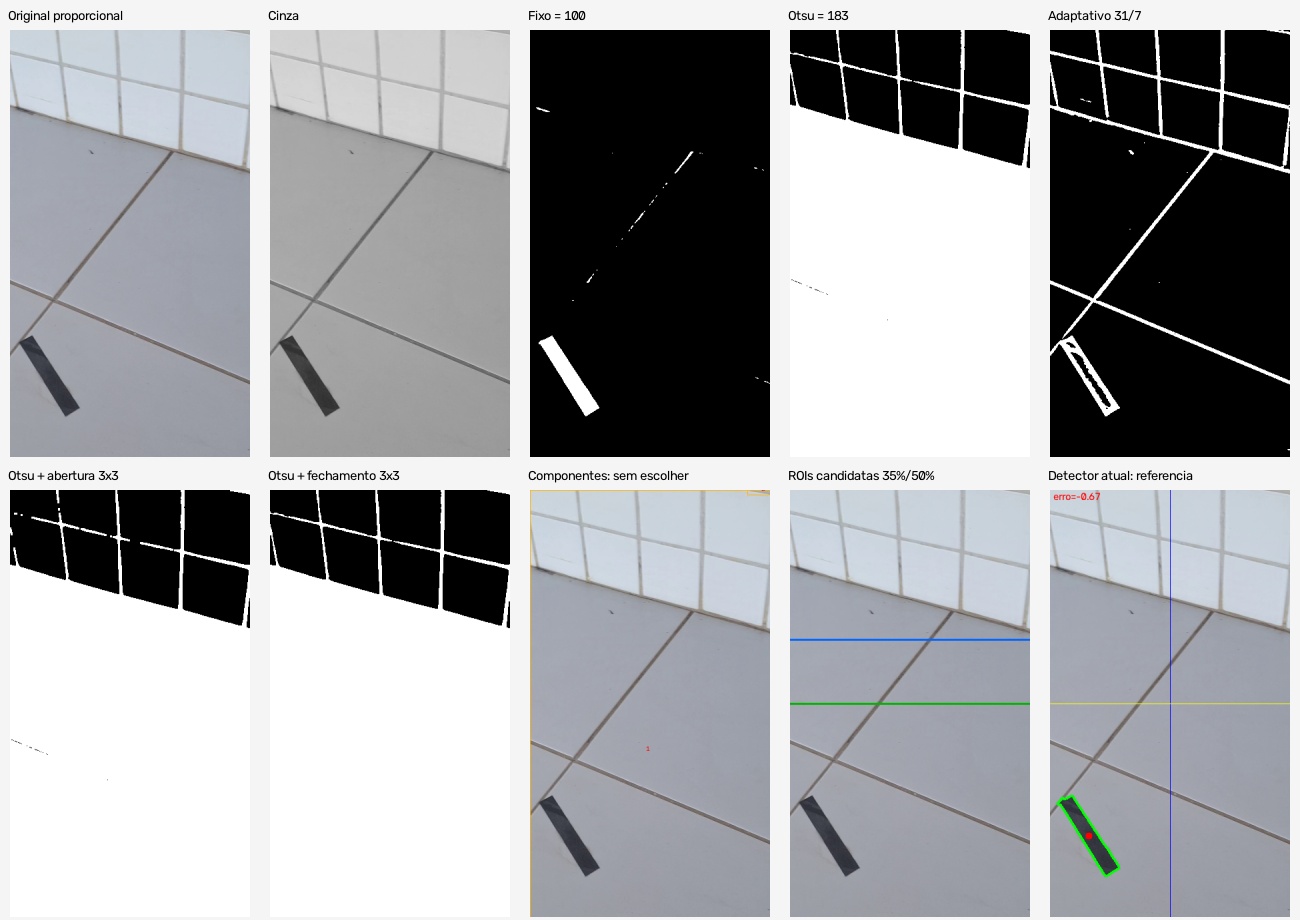 Original proporcional
Cinza
Fixo = 100
Otsu = 183
Adaptativo 31/7
Otsu + abertura 3x3
Otsu + fechamento 3x3
Componentes: sem escolher
ROIs candidatas 35%/50%
Detector atual: referencia
erro=-0.67
1